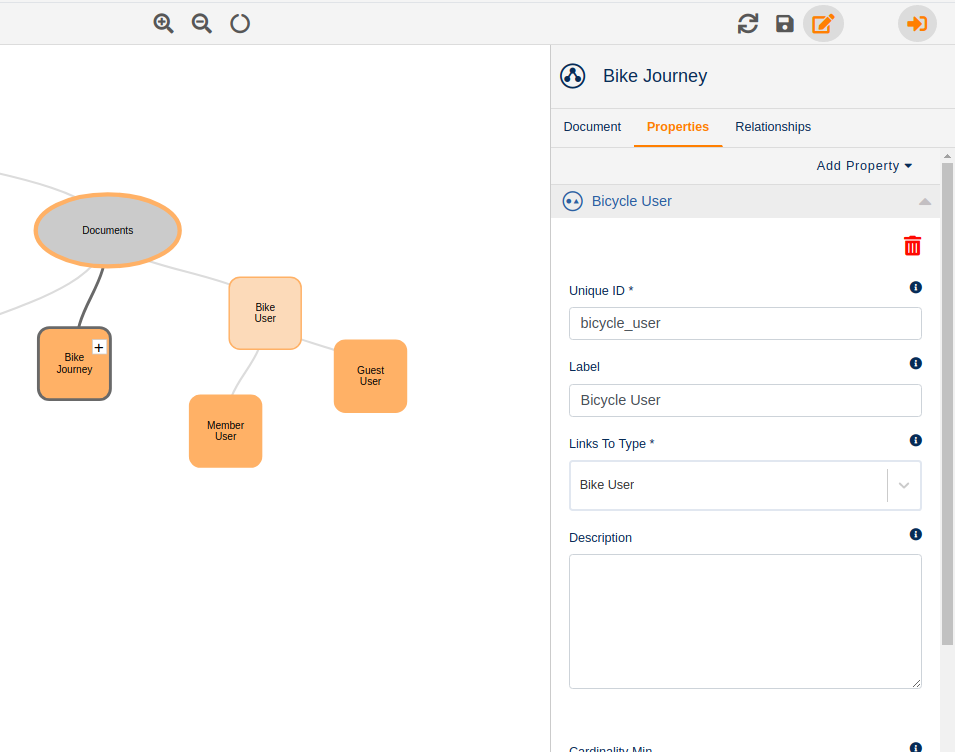 Bike Journey
Document
Properties
Relationships
Add Property
Bicycle User
Unique ID *
bicycle_user
Label
Bicycle User
Links To Type *
Bike User
Description
Cardinality Min
Documents
Bike
User
Bike
Journey
Guest
User
Member
User